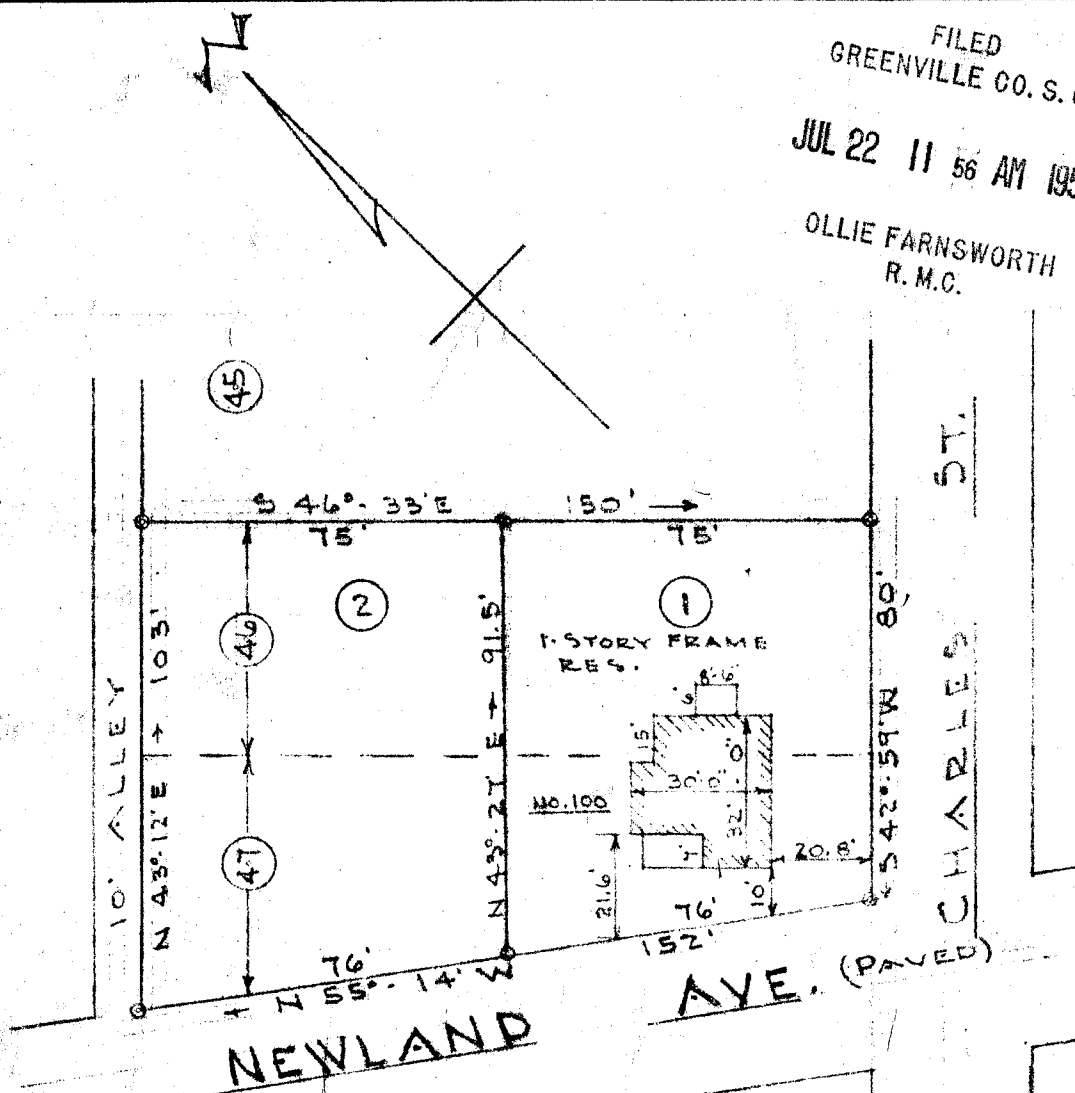 N
FILED
GREENVILLE CO. S.
JUL 22 11 56 AM 195
OLLIE FARNSWORTH
R.M.C.
45
S 46°-33'E 150'
75' 75'
2
1
1-STORY FRAME
RES.
8'-6"
6'
15'
30'-0"
32'-0"
NO. 100
7'
20.8'
21.6'
10'
46
47
10' ALLEY
N 43°-12'E → 103'
N 43°-27' E → 91.5'
S 42°-59'W 80'
CHARLES ST.
76'
152'
76'
N 55°-14' W
NEWLAND AVE. (PAVED)